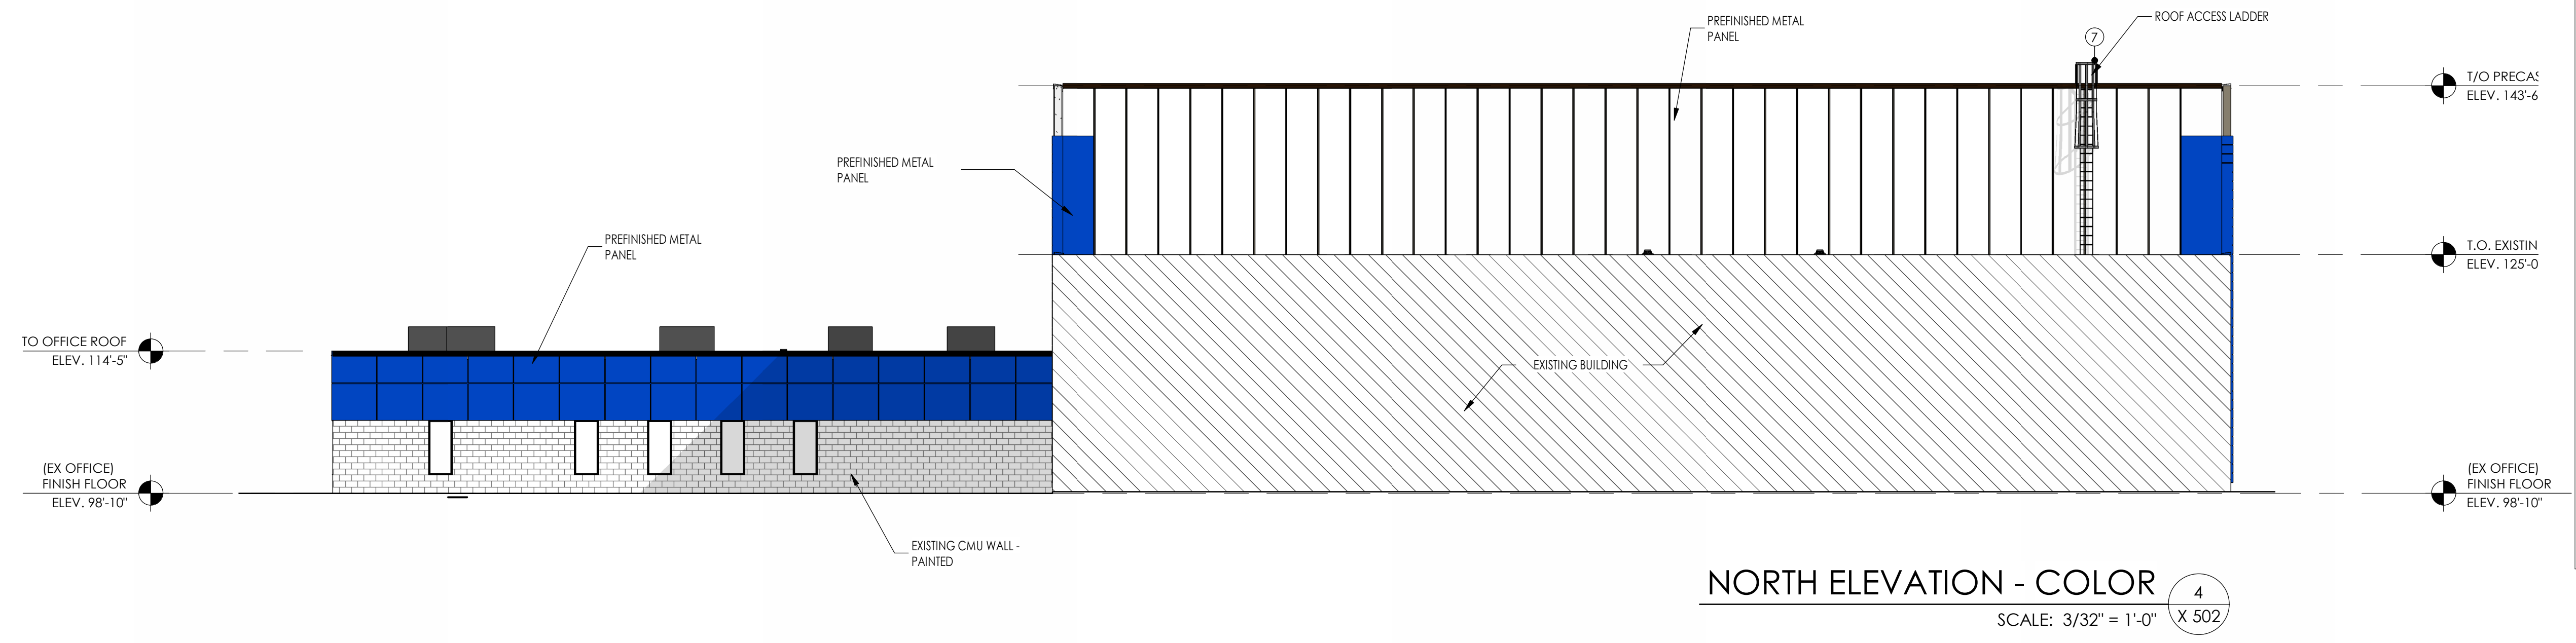 ROOF ACCESS LADDER
PREFINISHED METAL
PANEL
7
T/O PRECAS
ELEV. 143'-6
PREFINISHED METAL
PANEL
PREFINISHED METAL
PANEL
T.O. EXISTIN
ELEV. 125'-0
TO OFFICE ROOF
ELEV. 114'-5"
EXISTING BUILDING
(EX OFFICE)
FINISH FLOOR
ELEV. 98'-10"
(EX OFFICE)
FINISH FLOOR
ELEV. 98'-10"
EXISTING CMU WALL -
PAINTED
NORTH ELEVATION - COLOR
4
SCALE: 3/32" = 1'-0"
X 502